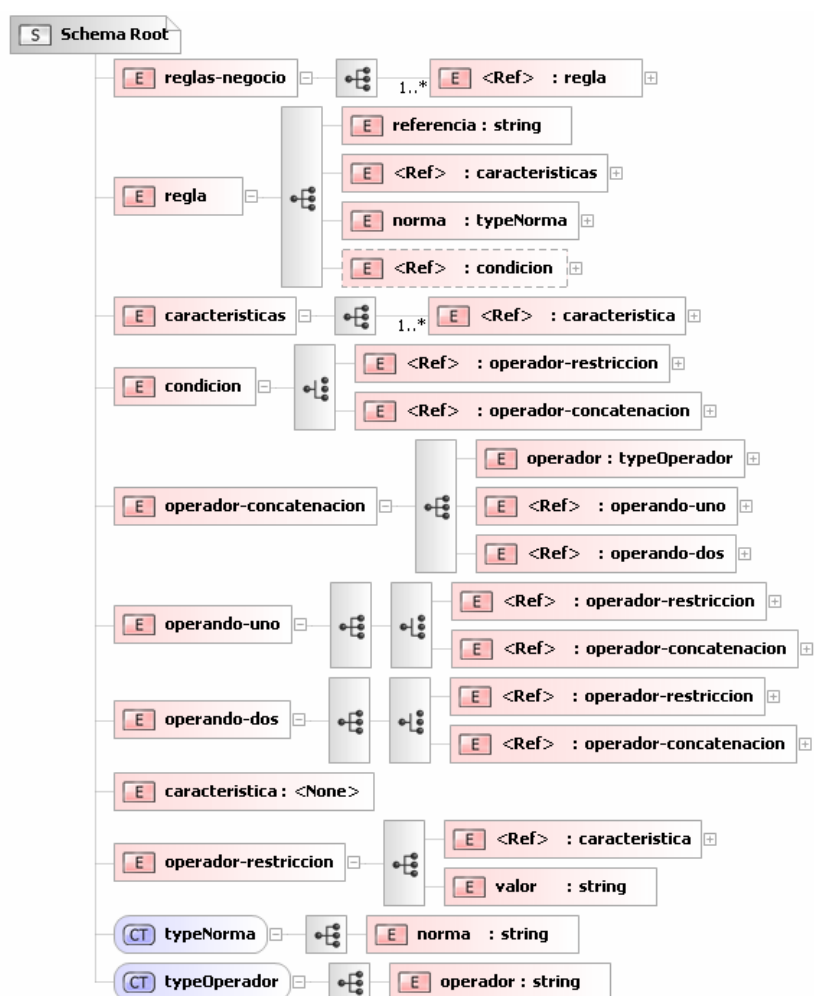 S Schema Root
E reglas-negocio 1..* E <Ref> : regla
E referencia : string
E <Ref> : caracteristicas
E regla
E norma : typeNorma
E <Ref> : condicion
E caracteristicas 1..* E <Ref> : caracteristica
E <Ref> : operador-restriccion
E condicion
E <Ref> : operador-concatenacion
E operador : typeOperador
E operador-concatenacion E <Ref> : operando-uno
E <Ref> : operando-dos
E <Ref> : operador-restriccion
E operando-uno
E <Ref> : operador-concatenacion
E <Ref> : operador-restriccion
E operando-dos
E <Ref> : operador-concatenacion
E caracteristica : <None>
E <Ref> : caracteristica
E operador-restriccion
E valor : string
CT typeNorma E norma : string
CT typeOperador E operador : string